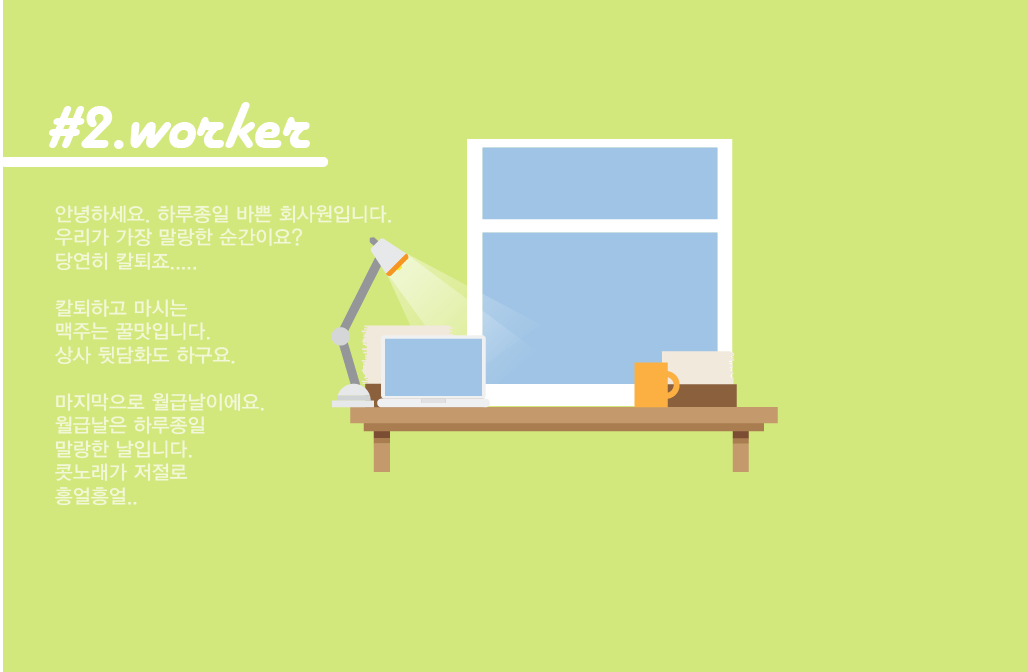 #2.worker
안녕하세요. 하루종일 바쁜 회사원입니다.
우리가 가장 말랑한 순간이요?
당연히 칼퇴죠.....
칼퇴하고 마시는
맥주는 꿀맛입니다.
상사 뒷담화도 하구요.
마지막으로 월급날이에요.
월급날은 하루종일
말랑한 날입니다.
콧노래가 저절로
흥얼흥얼..